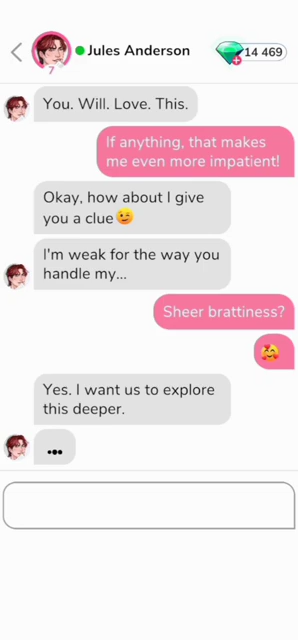 Jules Anderson
14 469
7
You. Will. Love. This.
If anything, that makes
me even more impatient!
Okay, how about I give
you a clue😉
I'm weak for the way you
handle my...
Sheer brattiness?
🥰
Yes. I want us to explore
this deeper.
...